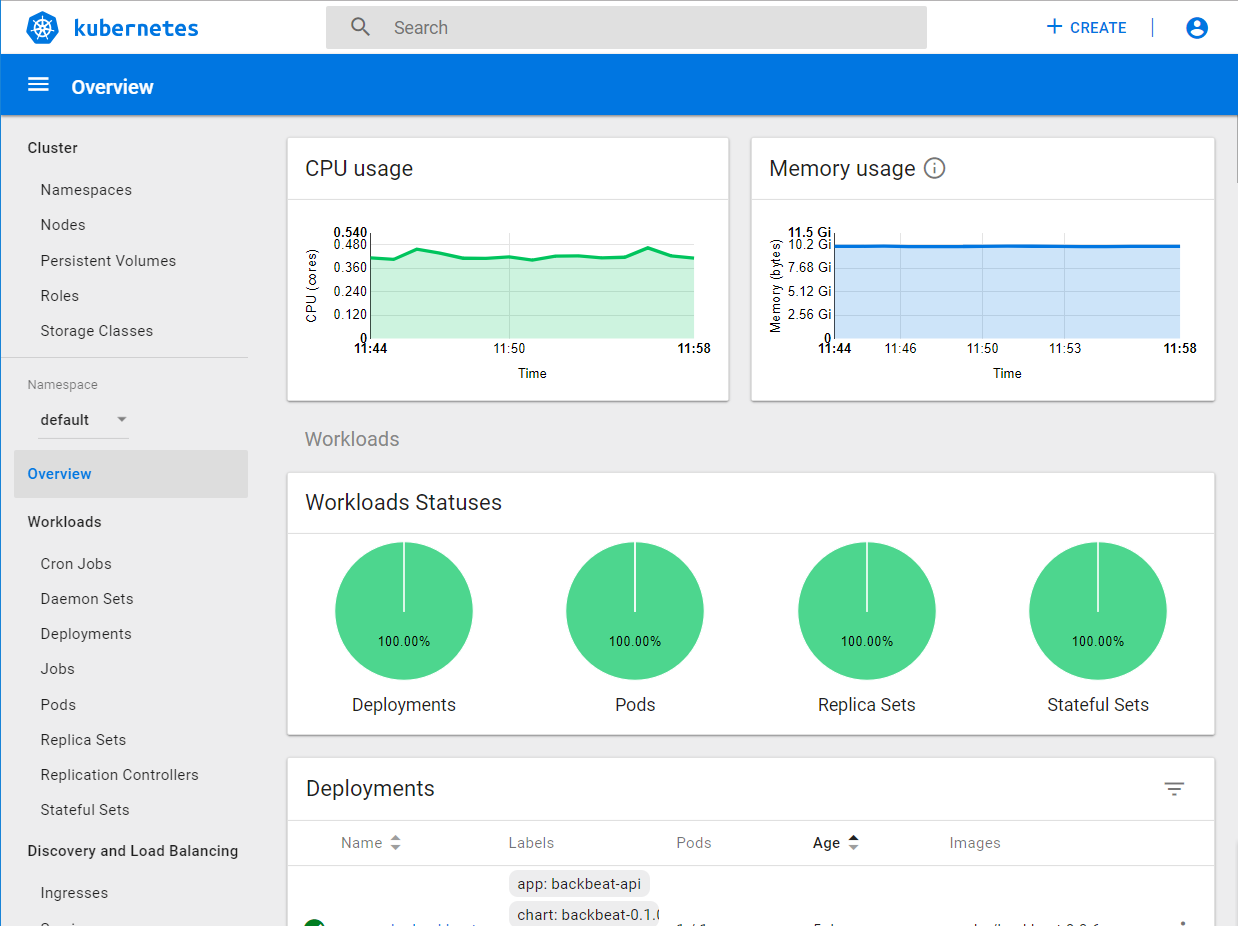 kubernetes
Search
+ CREATE
Overview
Cluster
Namespaces
Nodes
Persistent Volumes
Roles
Storage Classes
Namespace
default
Overview
Workloads
Cron Jobs
Daemon Sets
Deployments
Jobs
Pods
Replica Sets
Replication Controllers
Stateful Sets
Discovery and Load Balancing
Ingresses
CPU usage
CPU (cores)
0.540
0.480
0.360
0.240
0.120
0
11:44
11:50
11:58
Time
Memory usage
Memory (bytes)
11.5 Gi
10.2 Gi
7.68 Gi
5.12 Gi
2.56 Gi
0
11:44
11:46
11:50
11:53
11:58
Time
Workloads
Workloads Statuses
100.00%
100.00%
100.00%
100.00%
Deployments
Pods
Replica Sets
Stateful Sets
Deployments
Name
Labels
Pods
Age
Images
app: backbeat-api
chart: backbeat-0.1.0